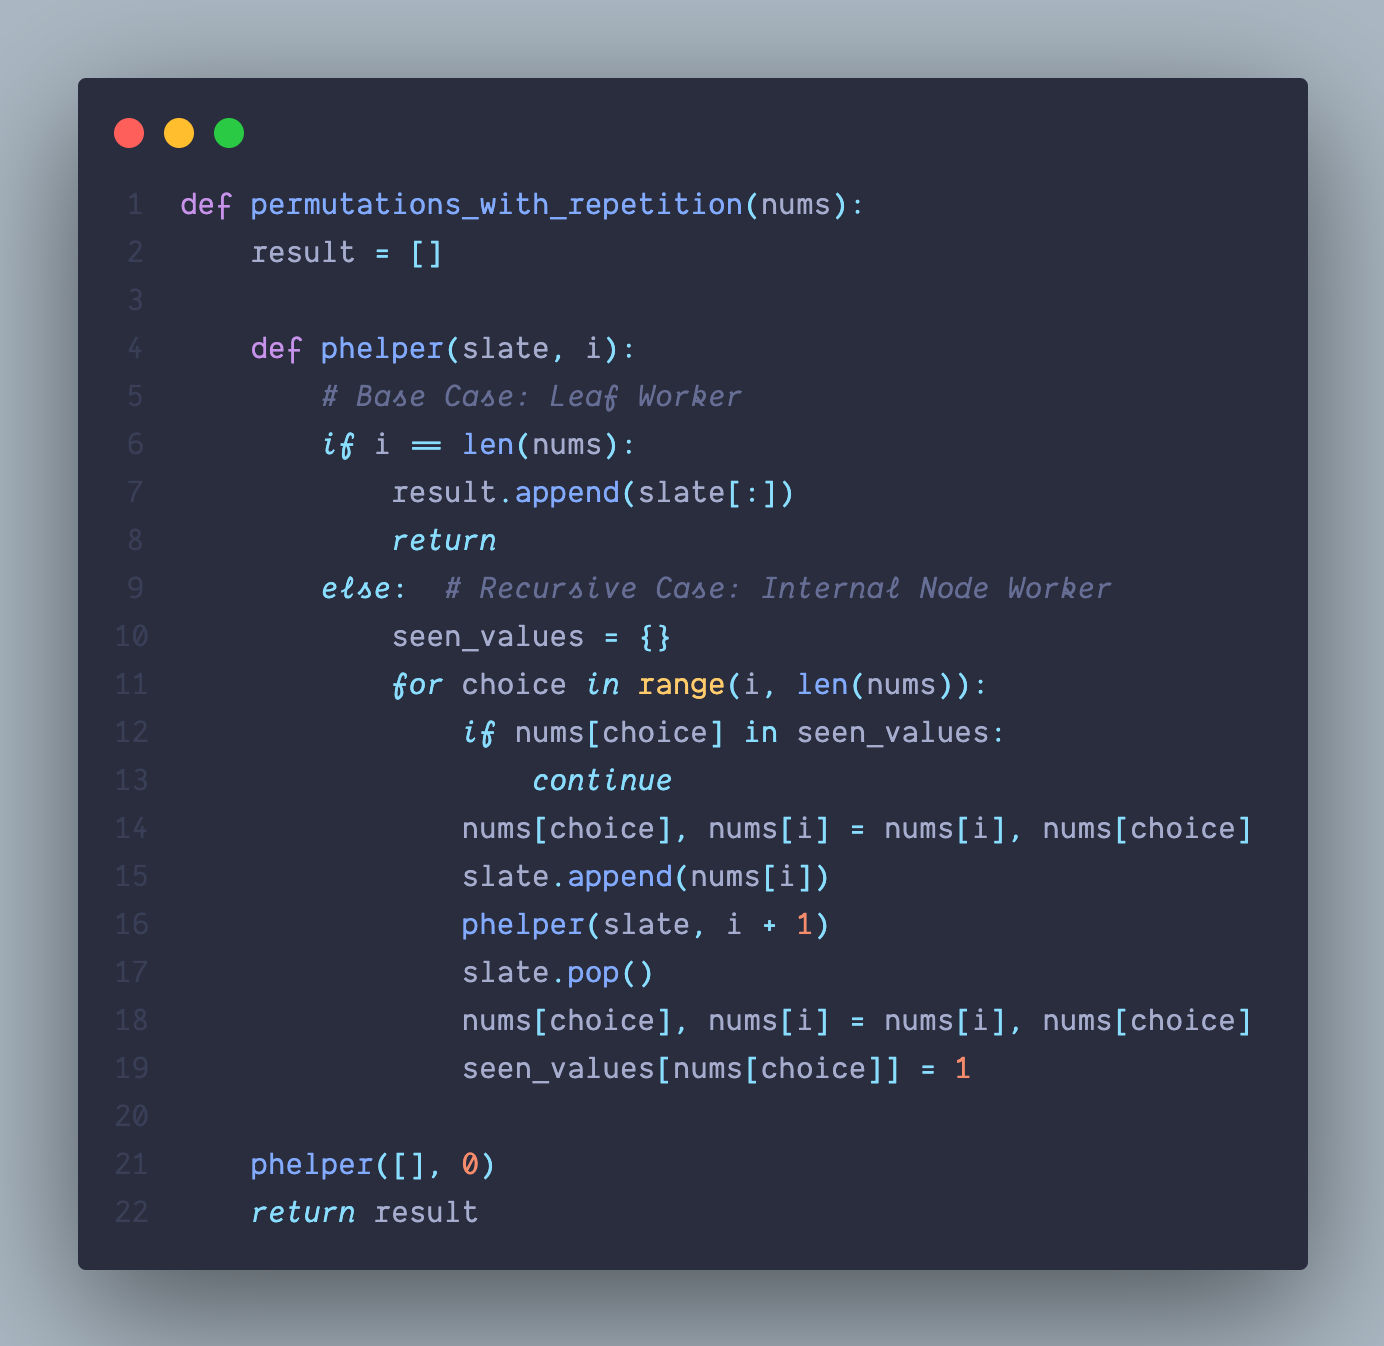 1 def permutations_with_repetition(nums):
2     result = []
3
4     def phelper(slate, i):
5         # Base Case: Leaf Worker
6         if i == len(nums):
7             result.append(slate[:])
8             return
9         else:  # Recursive Case: Internal Node Worker
10             seen_values = {}
11             for choice in range(i, len(nums)):
12                 if nums[choice] in seen_values:
13                     continue
14                 nums[choice], nums[i] = nums[i], nums[choice]
15                 slate.append(nums[i])
16                 phelper(slate, i + 1)
17                 slate.pop()
18                 nums[choice], nums[i] = nums[i], nums[choice]
19                 seen_values[nums[choice]] = 1
20
21     phelper([], 0)
22     return result